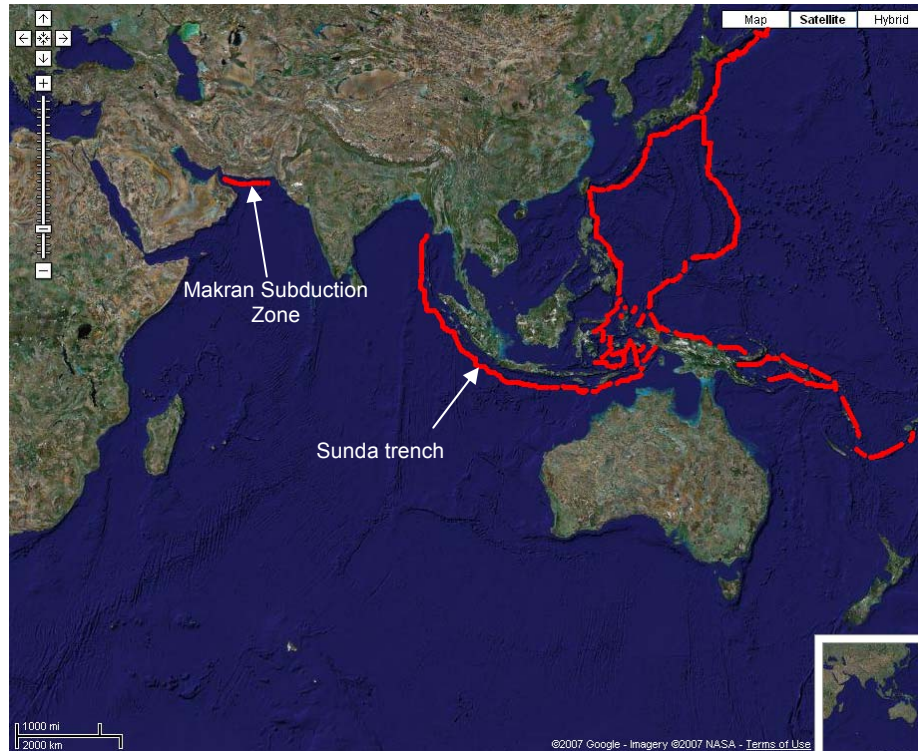 Map Satellite Hybrid
Makran Subduction
Zone
Sunda trench
1000 mi
2000 km
©2007 Google - Imagery ©2007 NASA - Terms of Use